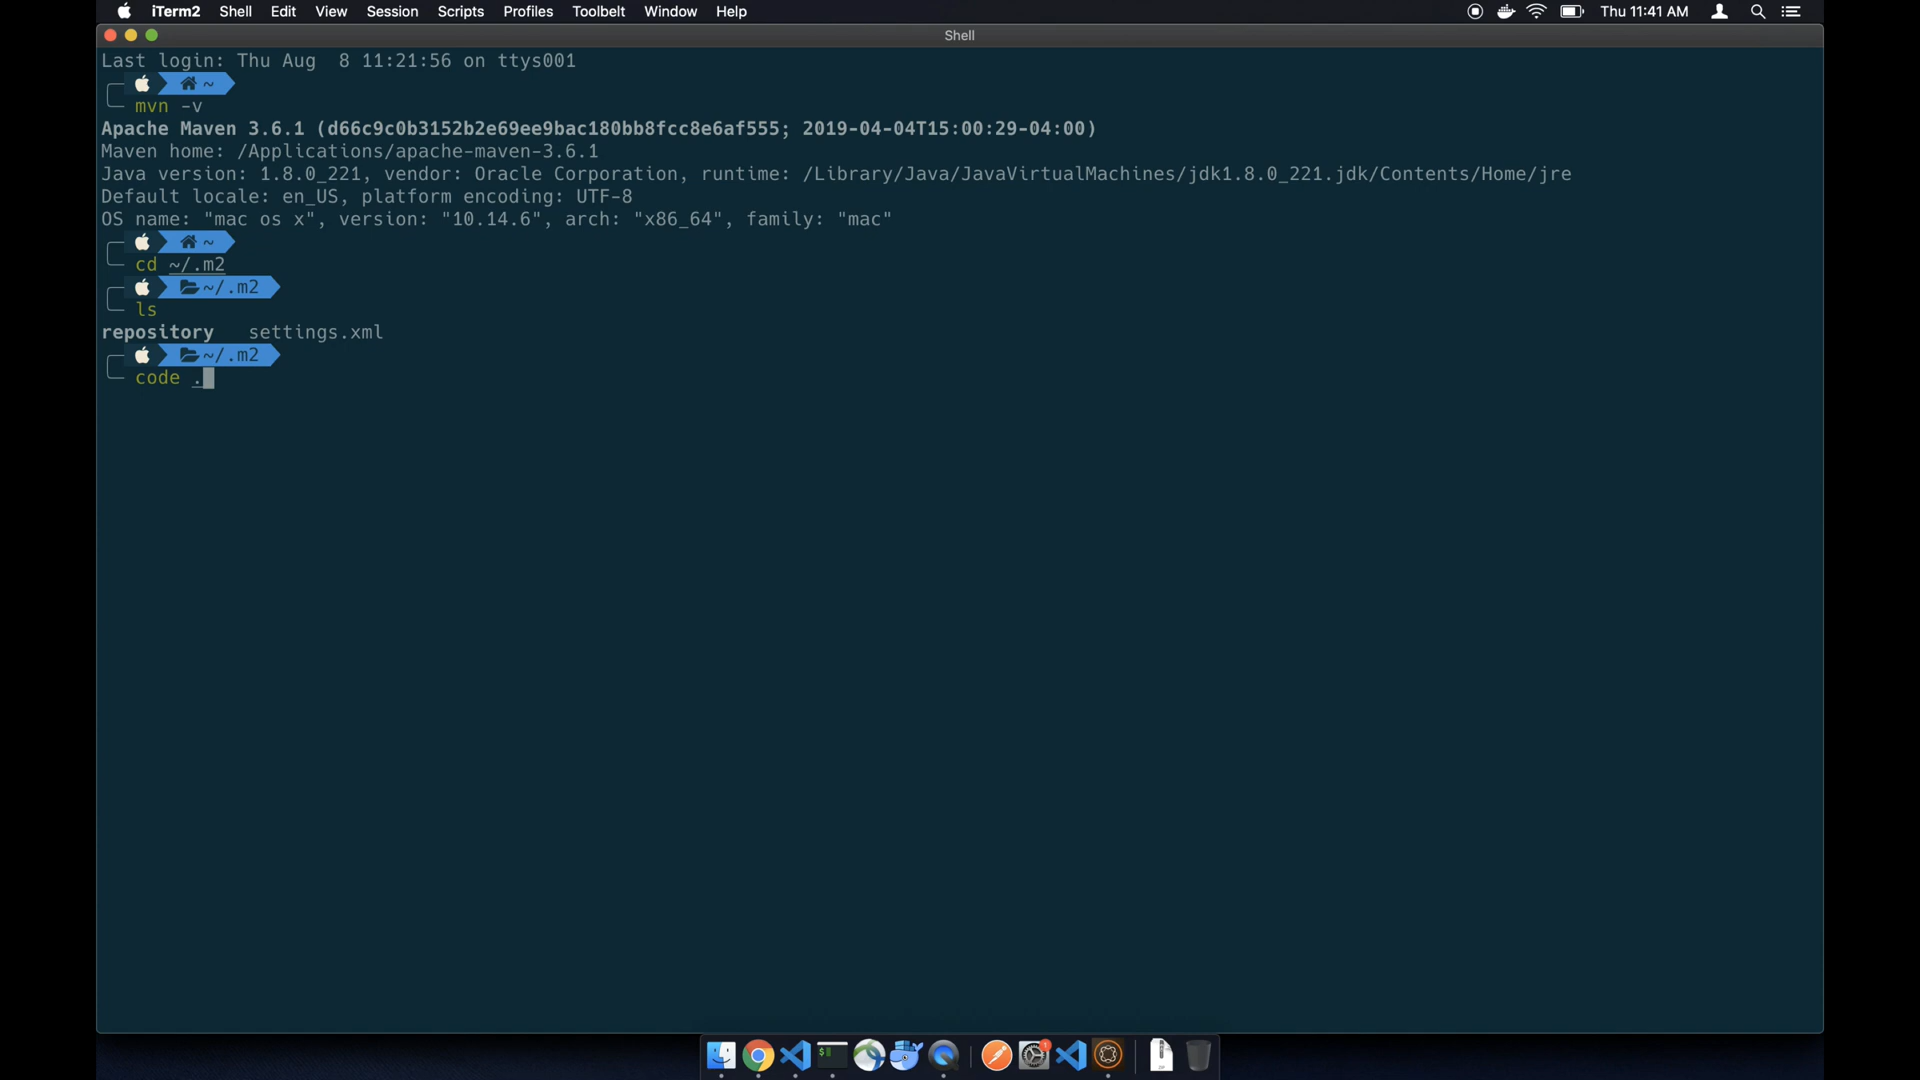 iTerm2 Shell Edit View Session Scripts Profiles Toolbelt Window Help Thu 11:41 AM
Shell
Last login: Thu Aug  8 11:21:56 on ttys001
~
mvn -v
Apache Maven 3.6.1 (d66c9c0b3152b2e69ee9bac180bb8fcc8e6af555; 2019-04-04T15:00:29-04:00)
Maven home: /Applications/apache-maven-3.6.1
Java version: 1.8.0_221, vendor: Oracle Corporation, runtime: /Library/Java/JavaVirtualMachines/jdk1.8.0_221.jdk/Contents/Home/jre
Default locale: en_US, platform encoding: UTF-8
OS name: "mac os x", version: "10.14.6", arch: "x86_64", family: "mac"
~
cd ~/.m2
~/.m2
ls
repository   settings.xml
~/.m2
code .
1